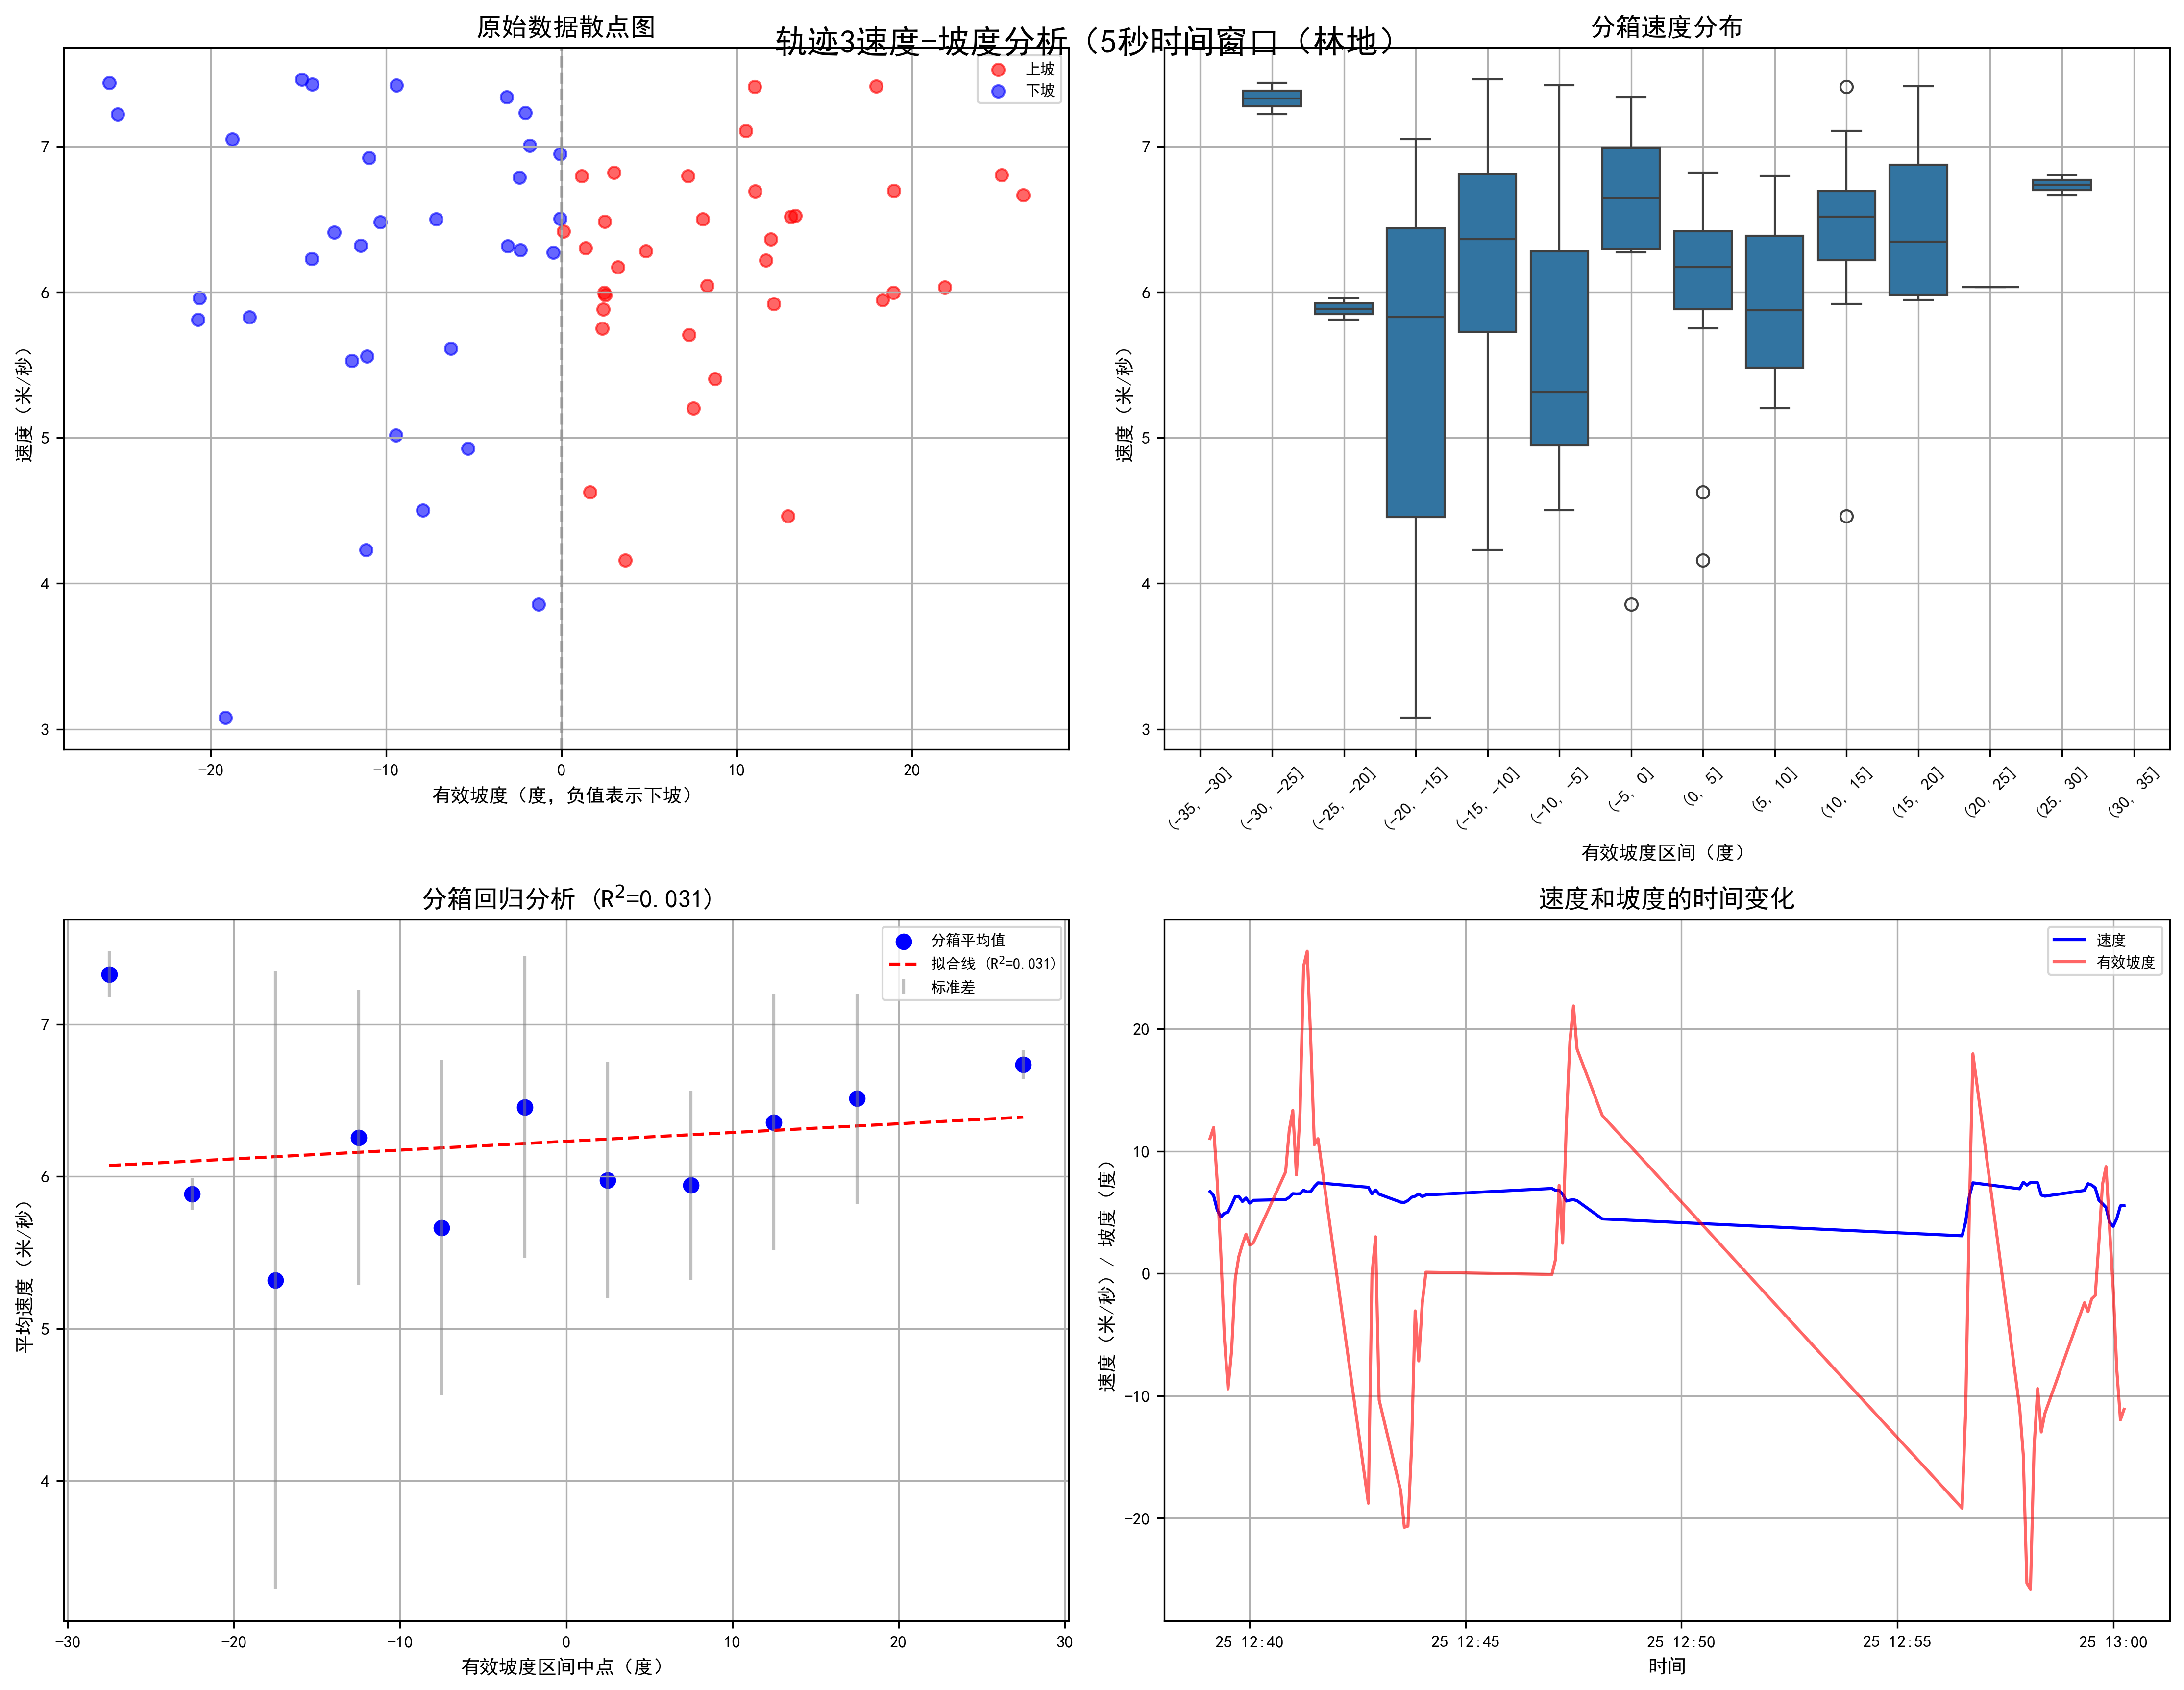 轨迹3速度-坡度分析（5秒时间窗口（林地）
原始数据散点图
上坡
下坡
速度（米/秒）
7
6
5
4
3
-20
-10
0
10
20
有效坡度（度，负值表示下坡）
分箱速度分布
速度（米/秒）
7
6
5
4
3
(-35, -30]
(-30, -25]
(-25, -20]
(-20, -15]
(-15, -10]
(-10, -5]
(-5, 0]
(0, 5]
(5, 10]
(10, 15]
(15, 20]
(20, 25]
(25, 30]
(30, 35]
有效坡度区间（度）
分箱回归分析 (R²=0.031)
分箱平均值
拟合线 (R²=0.031)
标准差
平均速度（米/秒）
7
6
5
4
-30
-20
-10
0
10
20
30
有效坡度区间中点（度）
速度和坡度的时间变化
速度
有效坡度
速度（米/秒）/ 坡度（度）
20
10
0
-10
-20
25 12:40
25 12:45
25 12:50
25 12:55
25 13:00
时间